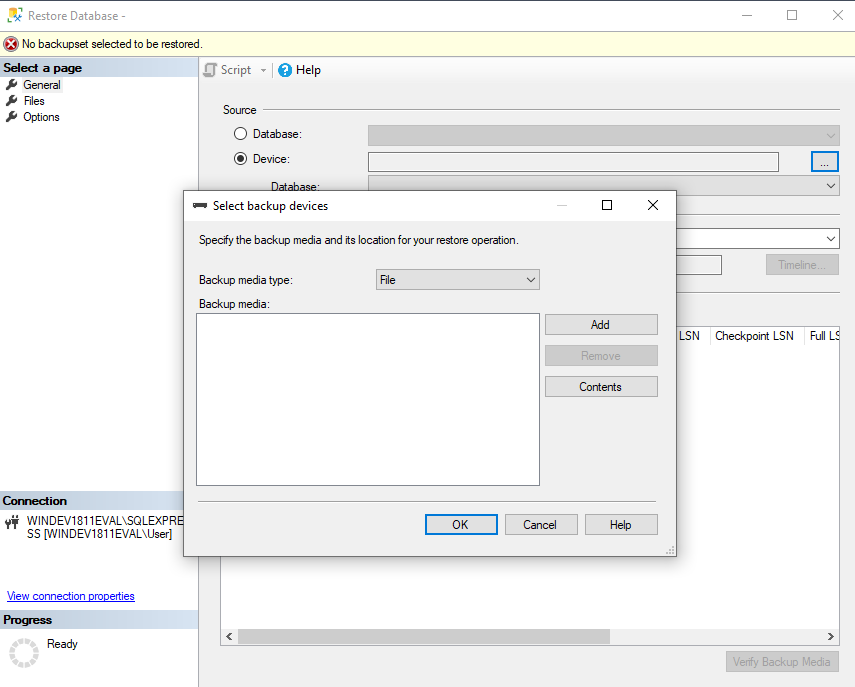 Restore Database -
No backupset selected to be restored.
Select a page
General
Files
Options
Script
Help
Source
Database:
Device:
...
Database:
Timeline...
LSN
Checkpoint LSN
Full LS
Select backup devices
Specify the backup media and its location for your restore operation.
Backup media type:
File
Backup media:
Add
Remove
Contents
OK
Cancel
Help
Connection
WINDEV1811EVAL\SQLEXPRE
SS [WINDEV1811EVAL\User]
View connection properties
Progress
Ready
Verify Backup Media